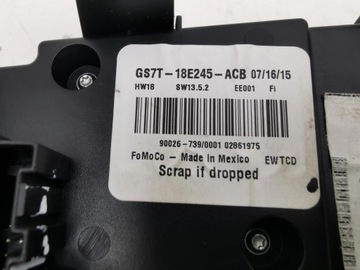 GS7T-18E245-ACB 07/16/15
HW18 SW13.5.2 EE001 Fi
90026-739/0001 02861975
FoMoCo - Made in Mexico EWTCD
Scrap if dropped